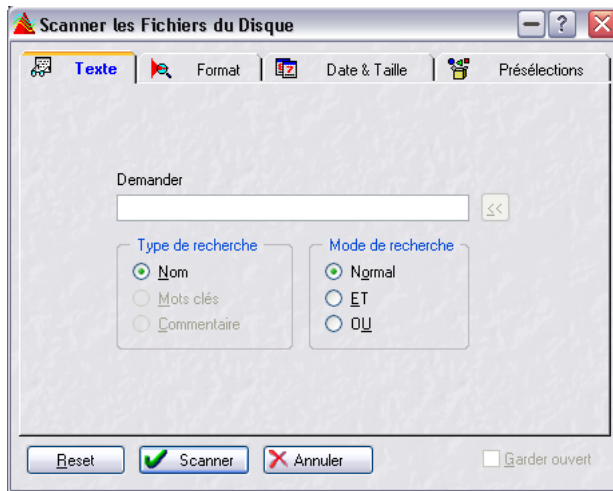 Scanner les Fichiers du Disque
Texte Format Date & Taille Présélections
Demander
<<
Type de recherche Mode de recherche
Nom Normal
Mots clés ET
Commentaire OU
Reset Scanner Annuler Garder ouvert